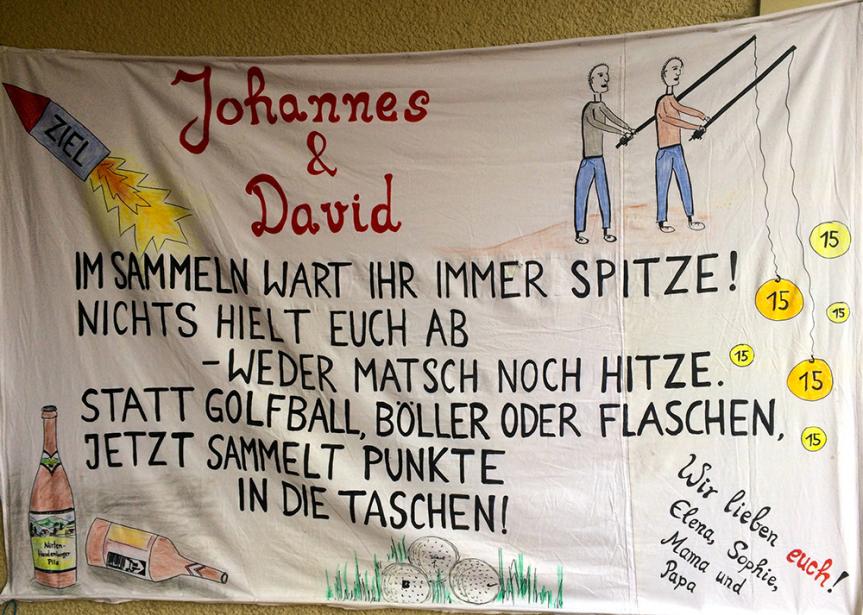 Johannes
&
David
ZIEL
IM SAMMELN WART IHR IMMER SPITZE!
NICHTS HIELT EUCH AB
-WEDER MATSCH NOCH HITZE.
STATT GOLFBALL, BÖLLER ODER FLASCHEN,
JETZT SAMMELT PUNKTE
IN DIE TASCHEN!
15
15
15
15
15
15
Wir lieben euch!
Elena, Sophie,
Mama und
Papa
Pils